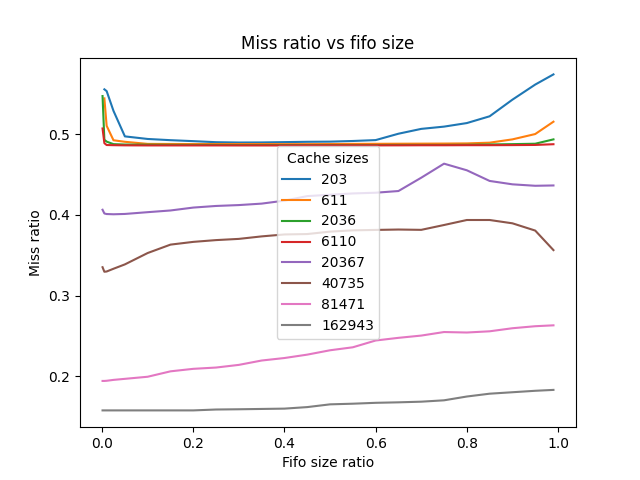 Miss ratio vs fifo size
Miss ratio
0.5
0.4
0.3
0.2
Cache sizes
203
611
2036
6110
20367
40735
81471
162943
0.0 0.2 0.4 0.6 0.8 1.0
Fifo size ratio